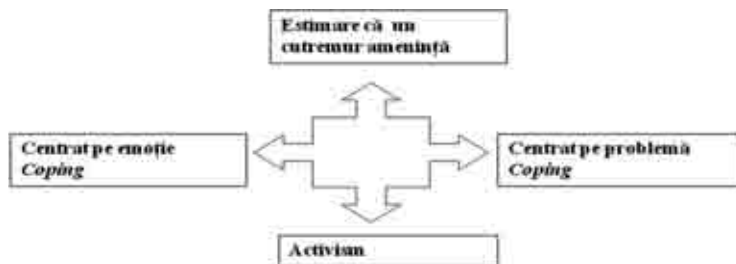 Estimare că un
cutremur amenință
Centrat pe emoție
Coping
Centrat pe problemă
Coping
Activism